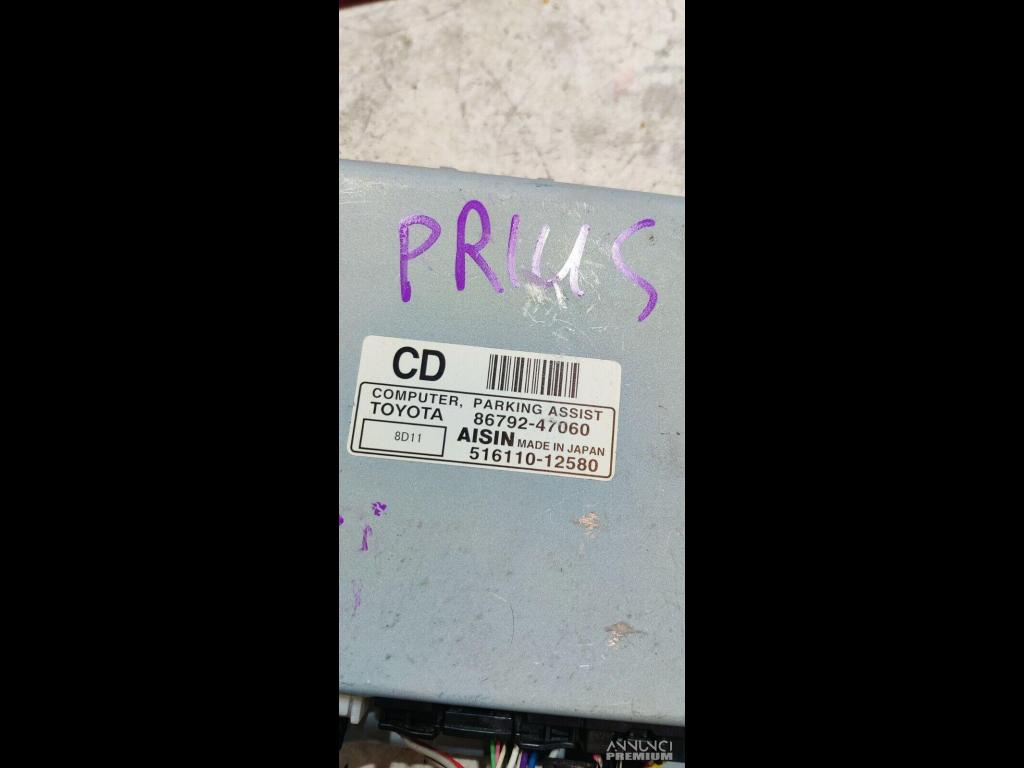 PRIUS
CD
COMPUTER, PARKING ASSIST
TOYOTA 86792-47060
8D11 AISIN MADE IN JAPAN
516110-12580
ANNUNCI
PREMIUM